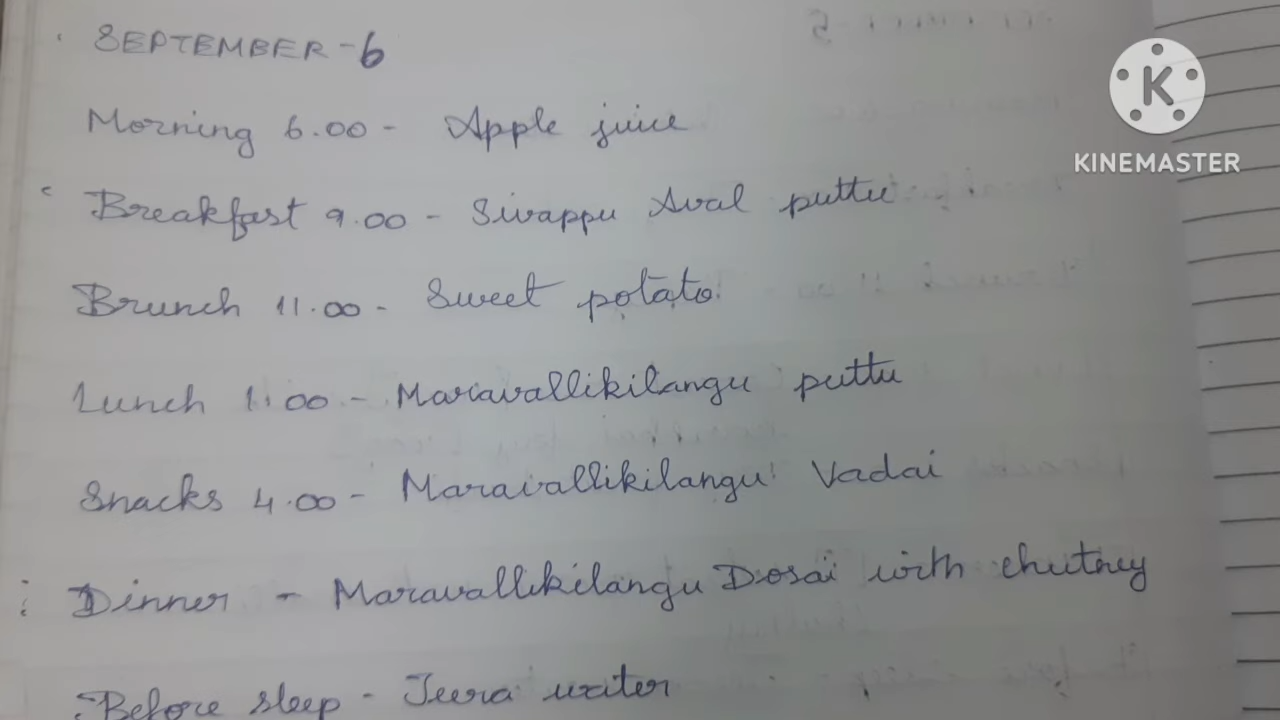 SEPTEMBER - 6
Morning 6.00 - Apple juice
Breakfast 9.00 - Sivappu Aval puttu
Brunch 11.00 - Sweet potato
Lunch 1.00 - Maravallikilangu puttu
Snacks 4.00 - Maravallikilangu Vadai
Dinner - Maravallikilangu Dosai with chutney
Before sleep - Jeera water
KINEMASTER